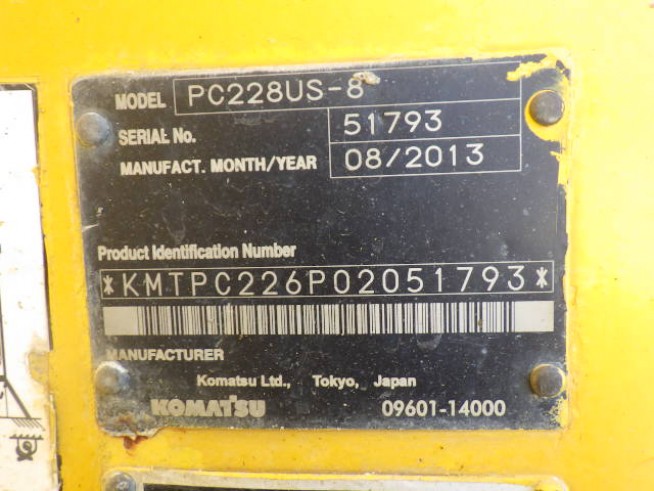 MODEL PC228US-8
SERIAL No. 51793
MANUFACT. MONTH/YEAR 08/2013
Product Identification Number
*KMTPC226P02051793*
MANUFACTURER
Komatsu Ltd., Tokyo, Japan
KOMATSU 09601-14000